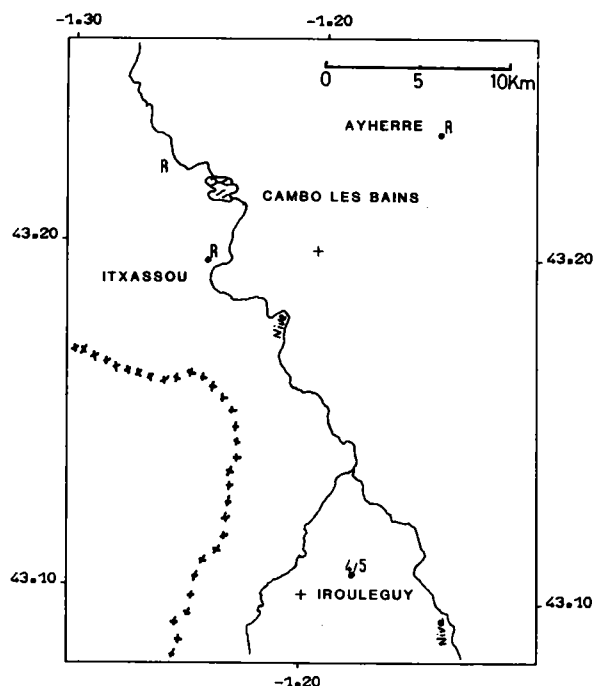 -1.30
-1.20
0 5 10Km
AYHERRE R
R
CAMBO LES BAINS
43.20
R
43.20
ITXASSOU
Nive
4/5
43.10
IROULEGUY
43.10
Nive
-1.20